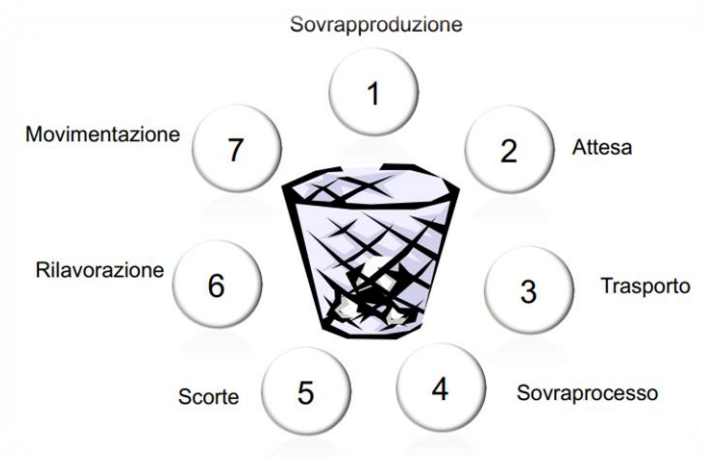 Sovrapproduzione
1
2
Attesa
3
Trasporto
4
Sovraprocesso
5
Scorte
6
Rilavorazione
7
Movimentazione